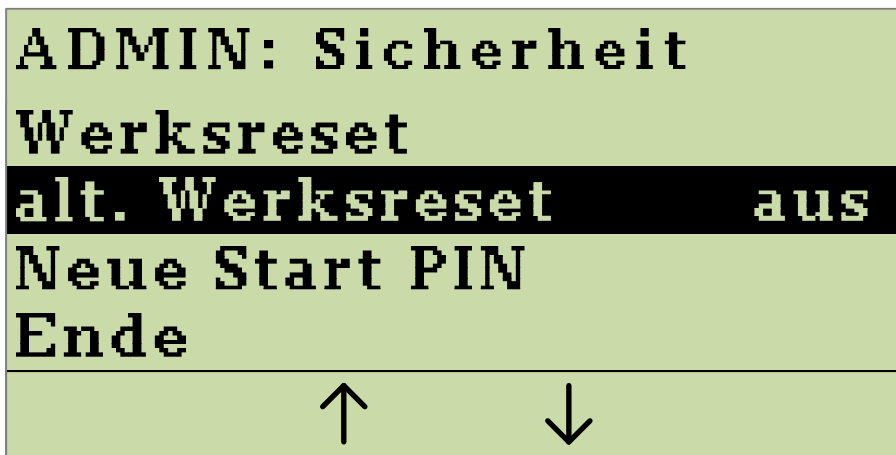 ADMIN: Sicherheit
Werksreset
alt. Werksreset aus
Neue Start PIN
Ende